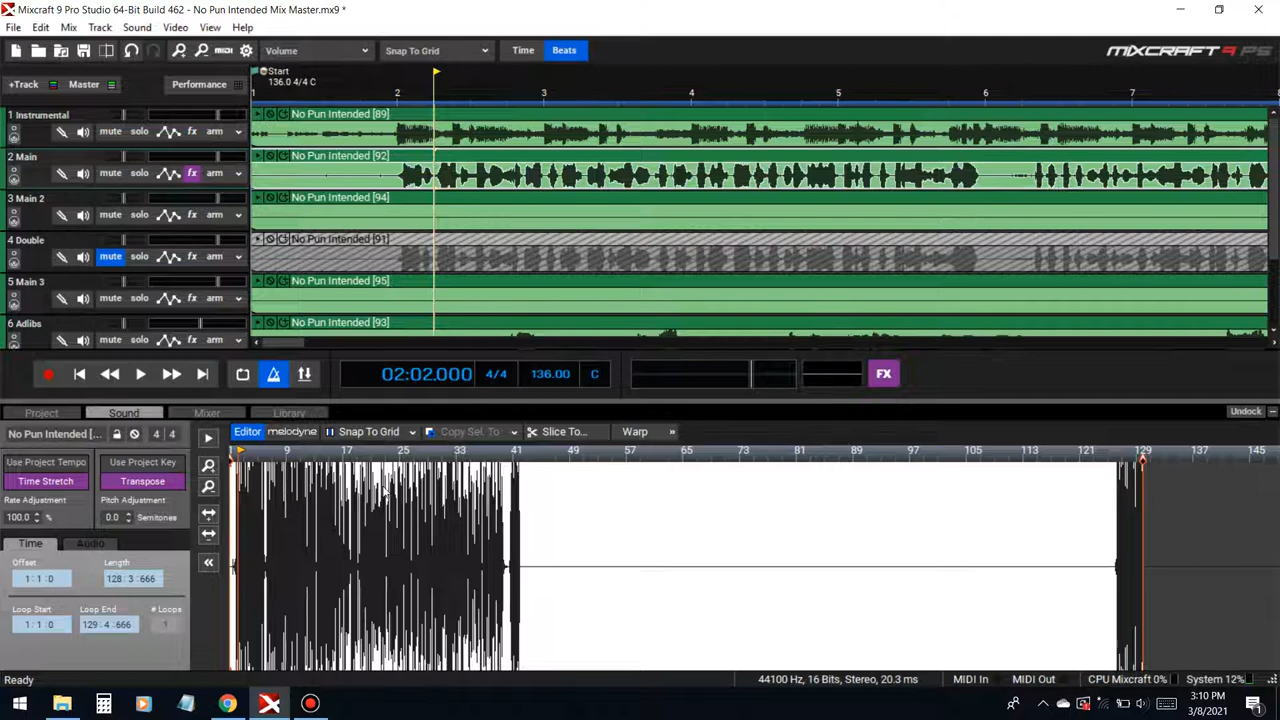 Mixcraft 9 Pro Studio 64-Bit Build 462 - No Pun Intended Mix Master.mx9 *
File Edit Mix Track Sound Video View Help
MIDI Volume Snap To Grid Time Beats MIXCRAFT 9 PS
+Track Master Performance
Start
136.0 4/4 C
1 2 3 4 5 6 7 8
1 Instrumental No Pun Intended [89]
mute solo fx arm
2 Main No Pun Intended [92]
mute solo fx arm
3 Main 2 No Pun Intended [94]
mute solo fx arm
4 Double No Pun Intended [91]
mute solo fx arm
5 Main 3 No Pun Intended [95]
mute solo fx arm
6 Adlibs No Pun Intended [93]
02:02.000 4/4 136.00 C FX
Project Sound Mixer Library Undock
No Pun Intended [... 4 4 Editor melodyne Snap To Grid Copy Sel. To Slice To... Warp »
9 17 25 33 41 49 57 65 73 81 89 97 105 113 121 129 137 145
Use Project Tempo Use Project Key
Time Stretch Transpose
Rate Adjustment Pitch Adjustment
100.0 % 0.0 Semitones
Time Audio
Offset Length
1:1:0 128:3:666
Loop Start Loop End # Loops
1:1:0 129:4:666 1
Ready 44100 Hz, 16 Bits, Stereo, 20.3 ms MIDI In MIDI Out CPU Mixcraft 0% System 12%
3:10 PM
3/8/2021